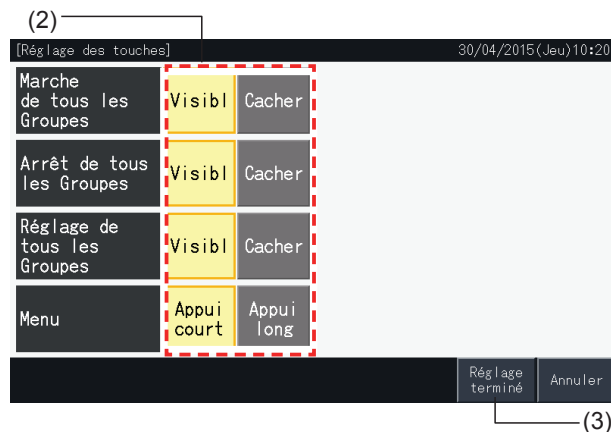 (2)
[Réglage des touches] 30/04/2015(Jeu)10:20
Marche
de tous les
Groupes
Visibl Cacher
Arrêt de tous
les Groupes
Visibl Cacher
Réglage de
tous les
Groupes
Visibl Cacher
Menu
Appui
court
Appui
long
Réglage
terminé
Annuler
(3)